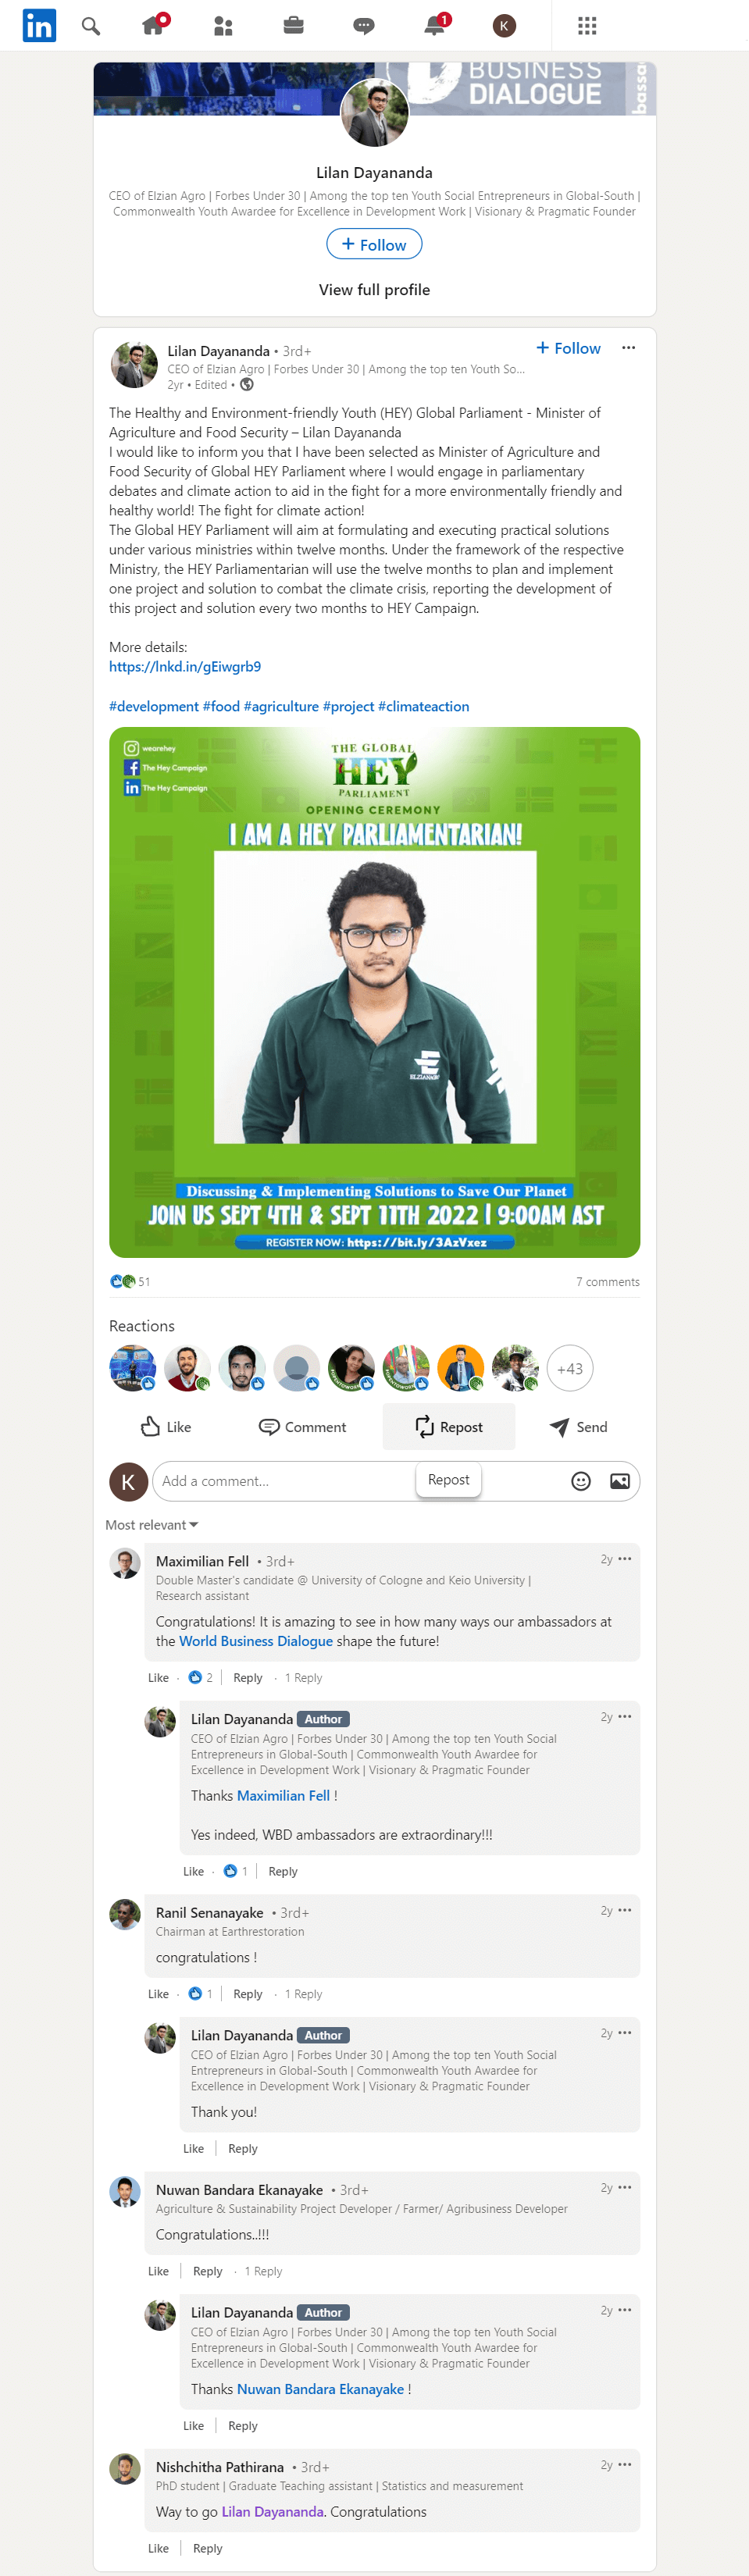 in
1
K
BUSINESS
DIALOGUE
bassa
Lilan Dayananda
CEO of Elzian Agro | Forbes Under 30 | Among the top ten Youth Social Entrepreneurs in Global-South |
Commonwealth Youth Awardee for Excellence in Development Work | Visionary & Pragmatic Founder
+ Follow
View full profile
Lilan Dayananda • 3rd+
+ Follow ...
CEO of Elzian Agro | Forbes Under 30 | Among the top ten Youth So...
2yr • Edited •
The Healthy and Environment-friendly Youth (HEY) Global Parliament - Minister of
Agriculture and Food Security – Lilan Dayananda
I would like to inform you that I have been selected as Minister of Agriculture and
Food Security of Global HEY Parliament where I would engage in parliamentary
debates and climate action to aid in the fight for a more environmentally friendly and
healthy world! The fight for climate action!
The Global HEY Parliament will aim at formulating and executing practical solutions
under various ministries within twelve months. Under the framework of the respective
Ministry, the HEY Parliamentarian will use the twelve months to plan and implement
one project and solution to combat the climate crisis, reporting the development of
this project and solution every two months to HEY Campaign.
More details:
https://lnkd.in/gEiwgrb9
#development #food #agriculture #project #climateaction
wearehey
The Hey Campaign
in The Hey Campaign
THE GLOBAL
HEY
PARLIAMENT
OPENING CEREMONY
I AM A HEY PARLIAMENTARIAN!
ELZIAN AGRO
Discussing & Implementing Solutions to Save Our Planet
JOIN US SEPT 4TH & SEPT 11TH 2022 | 9:00AM AST
REGISTER NOW: https://bit.ly/3AzVxez
51
7 comments
Reactions
+43
Like
Comment
Repost
Send
K
Add a comment...
Repost
Most relevant
Maximilian Fell • 3rd+
2y ...
Double Master's candidate @ University of Cologne and Keio University |
Research assistant
Congratulations! It is amazing to see in how many ways our ambassadors at
the World Business Dialogue shape the future!
Like · 2 | Reply · 1 Reply
Lilan Dayananda Author
2y ...
CEO of Elzian Agro | Forbes Under 30 | Among the top ten Youth Social
Entrepreneurs in Global-South | Commonwealth Youth Awardee for
Excellence in Development Work | Visionary & Pragmatic Founder
Thanks Maximilian Fell !
Yes indeed, WBD ambassadors are extraordinary!!!
Like · 1 | Reply
Ranil Senanayake • 3rd+
2y ...
Chairman at Earthrestoration
congratulations !
Like · 1 | Reply · 1 Reply
Lilan Dayananda Author
2y ...
CEO of Elzian Agro | Forbes Under 30 | Among the top ten Youth Social
Entrepreneurs in Global-South | Commonwealth Youth Awardee for
Excellence in Development Work | Visionary & Pragmatic Founder
Thank you!
Like | Reply
Nuwan Bandara Ekanayake • 3rd+
2y ...
Agriculture & Sustainability Project Developer / Farmer/ Agribusiness Developer
Congratulations..!!!
Like | Reply · 1 Reply
Lilan Dayananda Author
2y ...
CEO of Elzian Agro | Forbes Under 30 | Among the top ten Youth Social
Entrepreneurs in Global-South | Commonwealth Youth Awardee for
Excellence in Development Work | Visionary & Pragmatic Founder
Thanks Nuwan Bandara Ekanayake !
Like | Reply
Nishchitha Pathirana • 3rd+
2y ...
PhD student | Graduate Teaching assistant | Statistics and measurement
Way to go Lilan Dayananda. Congratulations
Like | Reply